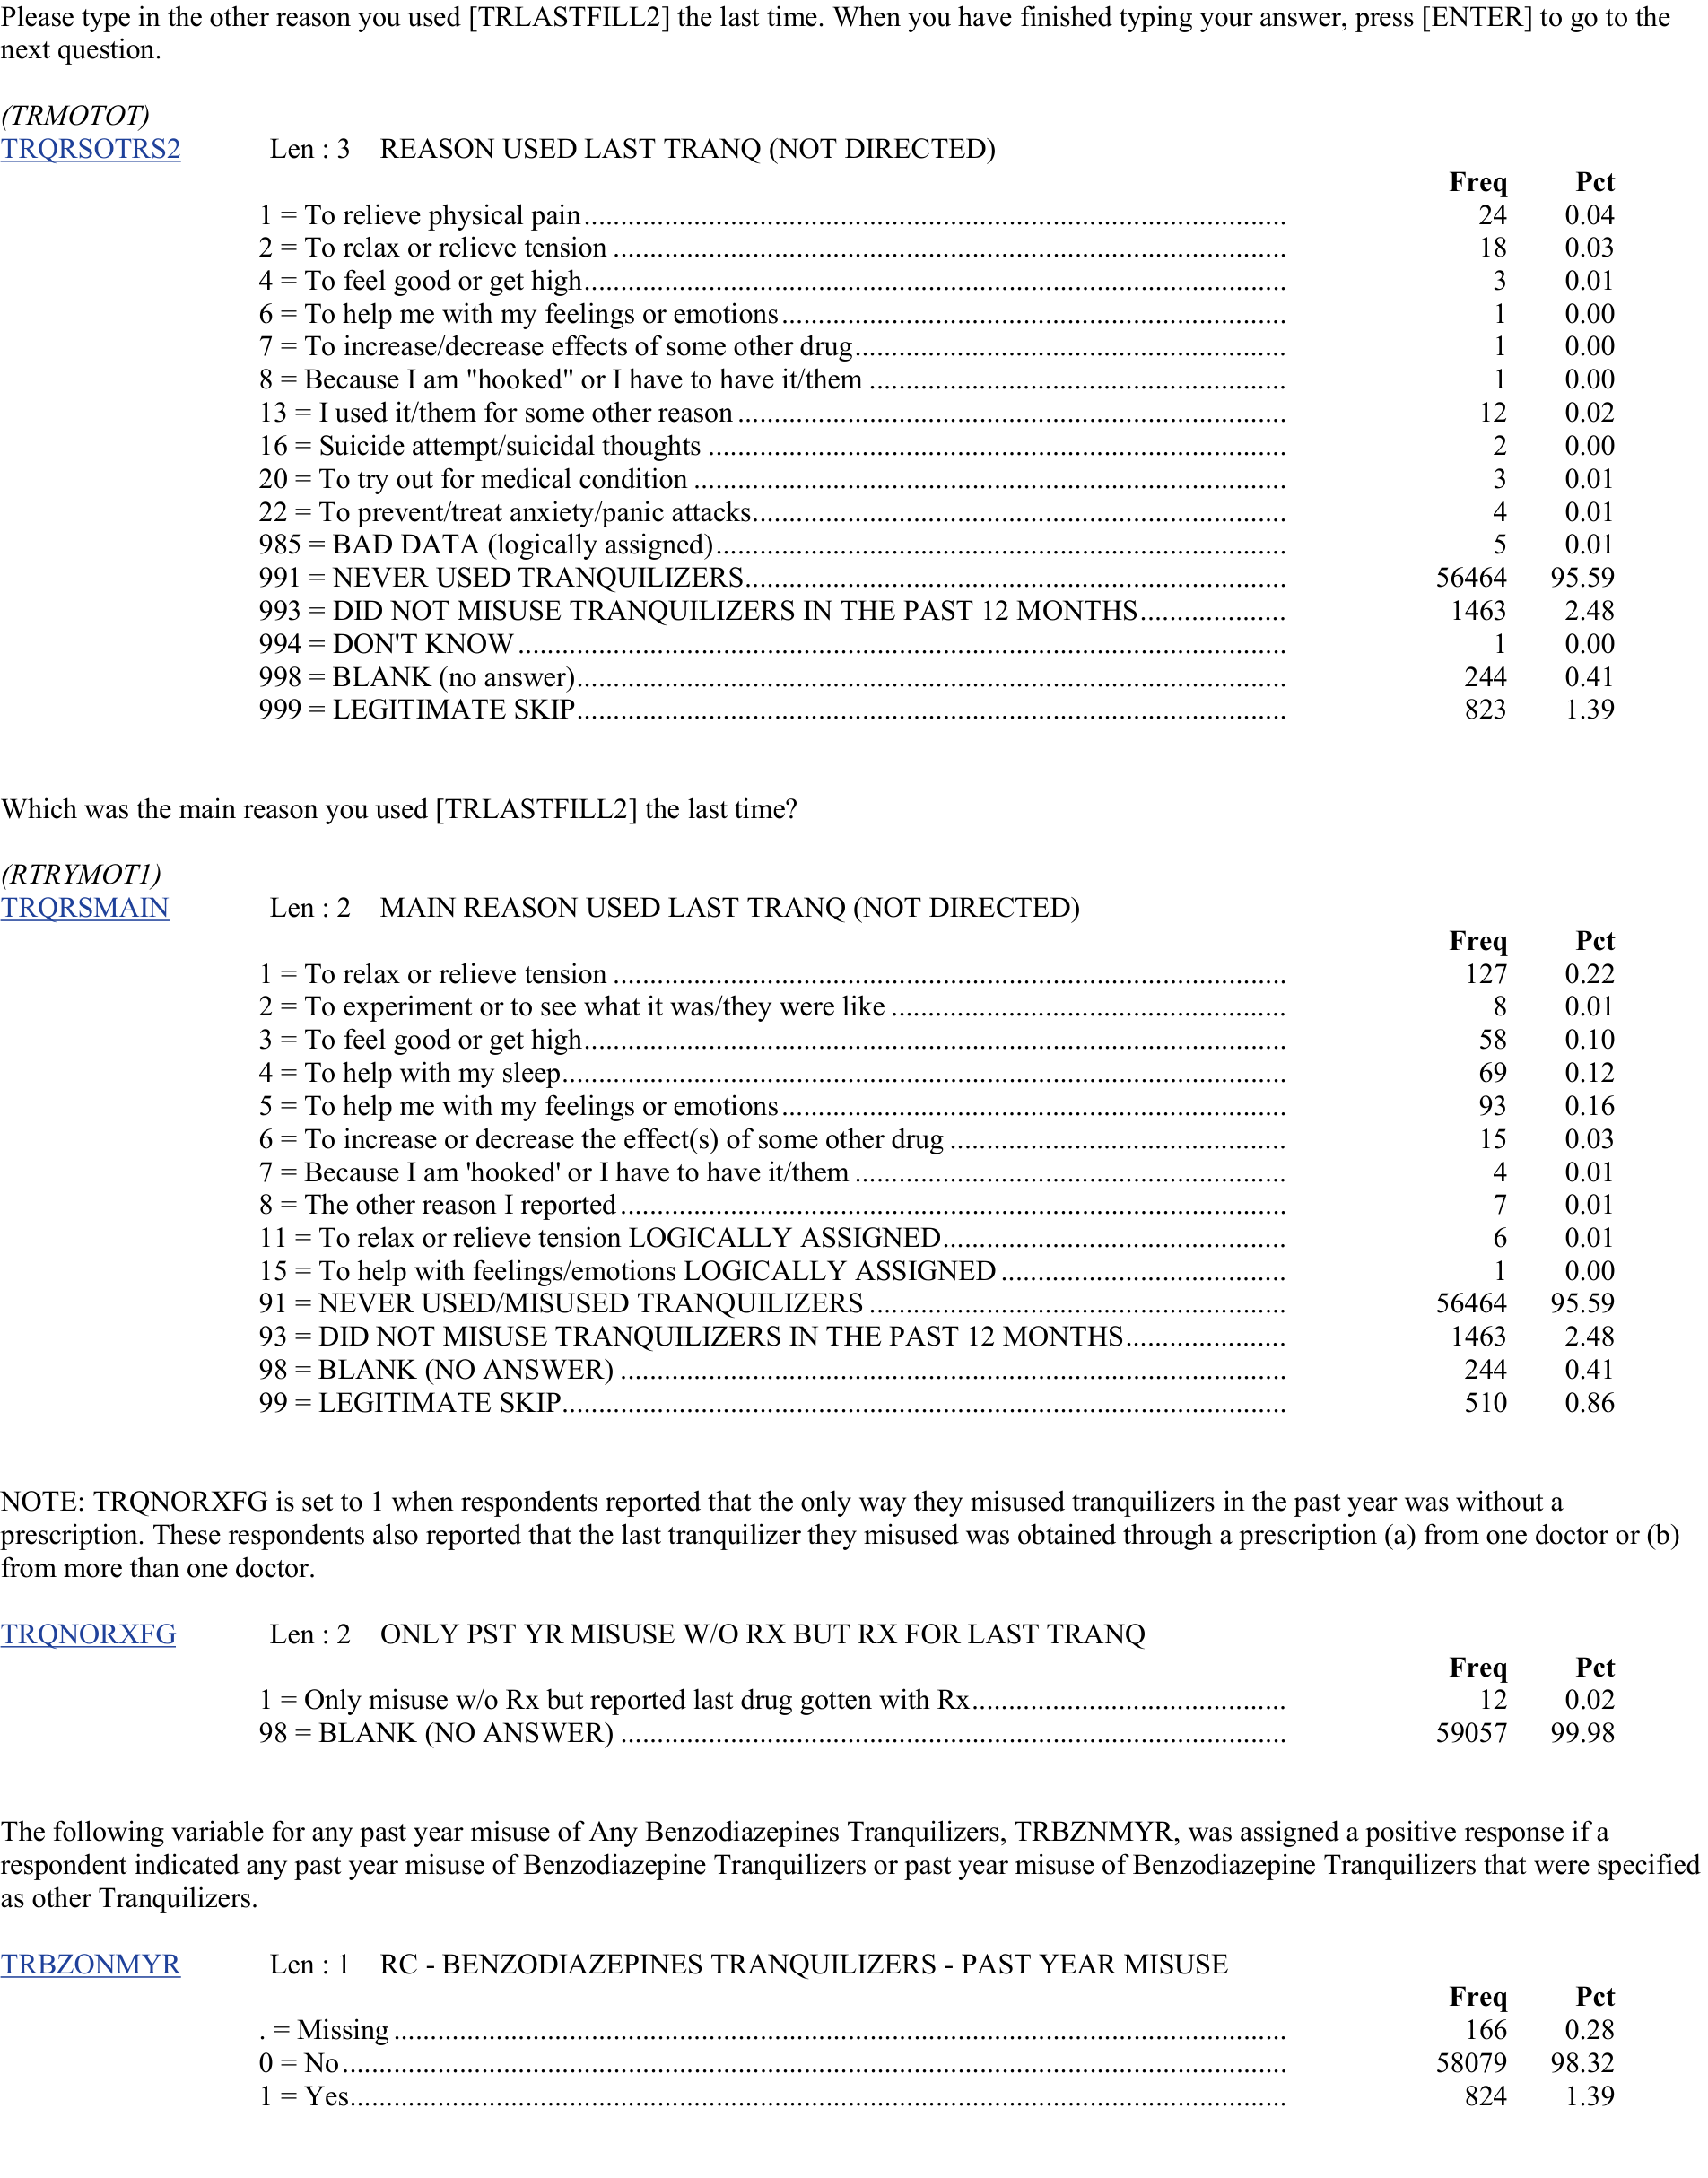 Please type in the other reason you used [TRLASTFILL2] the last time. When you have finished typing your answer, press [ENTER] to go to the
next question.
(TRMOTOT)
TRQRSOTRS2 Len : 3 REASON USED LAST TRANQ (NOT DIRECTED)
Freq Pct
1 = To relieve physical pain 24 0.04
2 = To relax or relieve tension 18 0.03
4 = To feel good or get high 3 0.01
6 = To help me with my feelings or emotions 1 0.00
7 = To increase/decrease effects of some other drug 1 0.00
8 = Because I am "hooked" or I have to have it/them 1 0.00
13 = I used it/them for some other reason 12 0.02
16 = Suicide attempt/suicidal thoughts 2 0.00
20 = To try out for medical condition 3 0.01
22 = To prevent/treat anxiety/panic attacks 4 0.01
985 = BAD DATA (logically assigned) 5 0.01
991 = NEVER USED TRANQUILIZERS 56464 95.59
993 = DID NOT MISUSE TRANQUILIZERS IN THE PAST 12 MONTHS 1463 2.48
994 = DON'T KNOW 1 0.00
998 = BLANK (no answer) 244 0.41
999 = LEGITIMATE SKIP 823 1.39
Which was the main reason you used [TRLASTFILL2] the last time?
(RTRYMOT1)
TRQRSMAIN Len : 2 MAIN REASON USED LAST TRANQ (NOT DIRECTED)
Freq Pct
1 = To relax or relieve tension 127 0.22
2 = To experiment or to see what it was/they were like 8 0.01
3 = To feel good or get high 58 0.10
4 = To help with my sleep 69 0.12
5 = To help me with my feelings or emotions 93 0.16
6 = To increase or decrease the effect(s) of some other drug 15 0.03
7 = Because I am 'hooked' or I have to have it/them 4 0.01
8 = The other reason I reported 7 0.01
11 = To relax or relieve tension LOGICALLY ASSIGNED 6 0.01
15 = To help with feelings/emotions LOGICALLY ASSIGNED 1 0.00
91 = NEVER USED/MISUSED TRANQUILIZERS 56464 95.59
93 = DID NOT MISUSE TRANQUILIZERS IN THE PAST 12 MONTHS 1463 2.48
98 = BLANK (NO ANSWER) 244 0.41
99 = LEGITIMATE SKIP 510 0.86
NOTE: TRQNORXFG is set to 1 when respondents reported that the only way they misused tranquilizers in the past year was without a
prescription. These respondents also reported that the last tranquilizer they misused was obtained through a prescription (a) from one doctor or (b)
from more than one doctor.
TRQNORXFG Len : 2 ONLY PST YR MISUSE W/O RX BUT RX FOR LAST TRANQ
Freq Pct
1 = Only misuse w/o Rx but reported last drug gotten with Rx 12 0.02
98 = BLANK (NO ANSWER) 59057 99.98
The following variable for any past year misuse of Any Benzodiazepines Tranquilizers, TRBZNMYR, was assigned a positive response if a
respondent indicated any past year misuse of Benzodiazepine Tranquilizers or past year misuse of Benzodiazepine Tranquilizers that were specified
as other Tranquilizers.
TRBZONMYR Len : 1 RC - BENZODIAZEPINES TRANQUILIZERS - PAST YEAR MISUSE
Freq Pct
. = Missing 166 0.28
0 = No 58079 98.32
1 = Yes 824 1.39